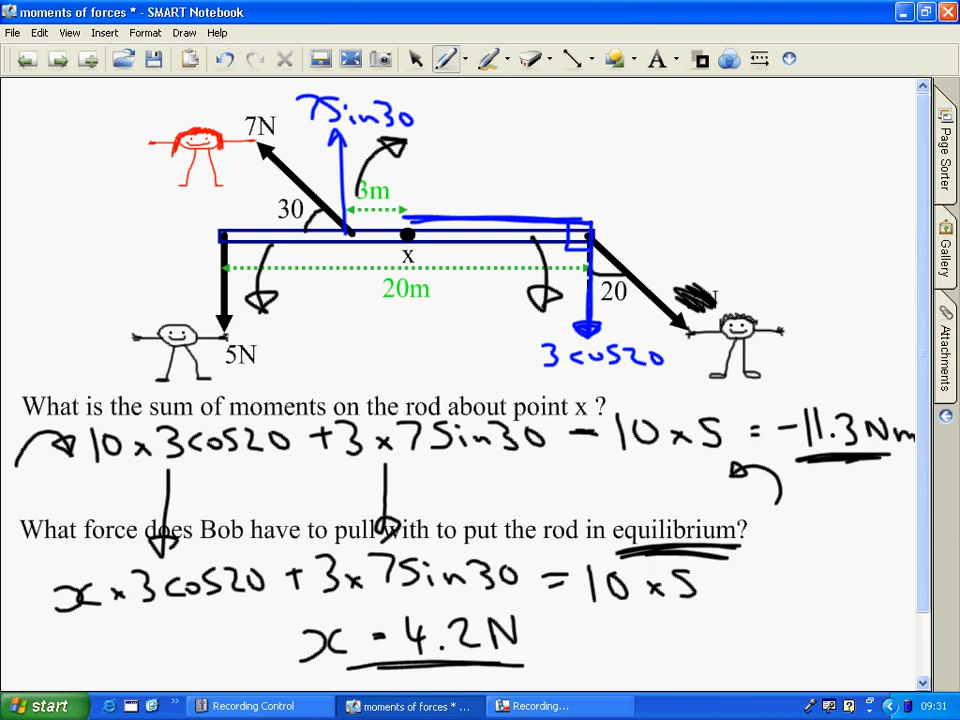 moments of forces * - SMART Notebook
File Edit View Insert Format Draw Help
7sin30
7N
30
3m
x
20m
20
5N
3cos20
What is the sum of moments on the rod about point x ?
10 x 3cos20 + 3 x 7sin30 - 10 x 5 = -11.3Nm
What force does Bob have to pull with to put the rod in equilibrium?
x x 3cos20 + 3 x 7sin30 = 10 x 5
x = 4.2N
Page Sorter
Gallery
Attachments
start
Recording Control
moments of forces * ...
Recording...
09:31